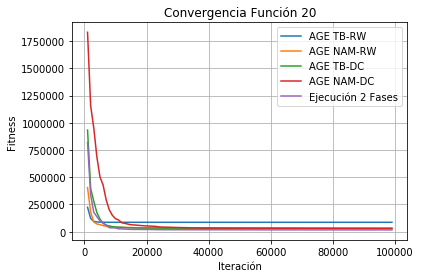 Convergencia Función 20
Fitness
1750000
1500000
1250000
1000000
750000
500000
250000
0
AGE TB-RW
AGE NAM-RW
AGE TB-DC
AGE NAM-DC
Ejecución 2 Fases
0 20000 40000 60000 80000 100000
Iteración